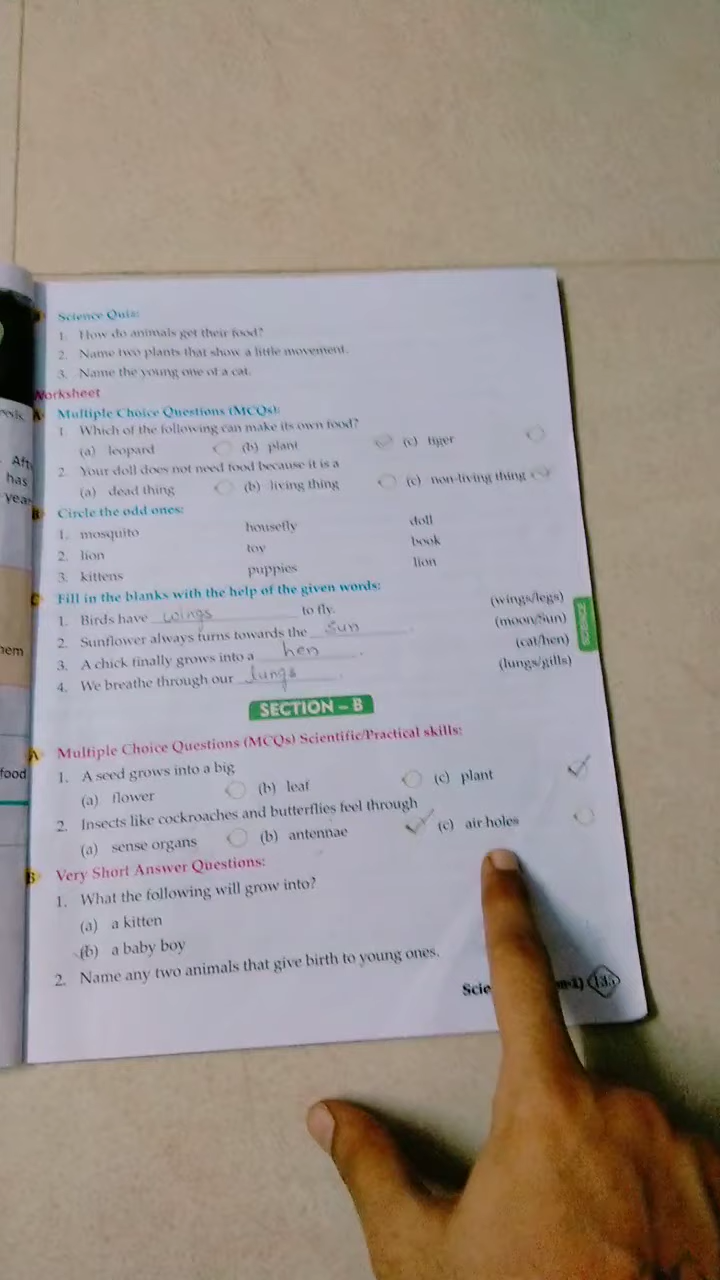 Science Quiz:
1. How do animals get their food?
2. Name two plants that show a little movement.
3. Name the young one of a cat.
Worksheet
A Multiple Choice Questions (MCQs):
1. Which of the following can make its own food?
(a) leopard (b) plant (c) tiger
2. Your doll does not need food because it is a
(a) dead thing (b) living thing (c) non-living thing
B Circle the odd ones:
1. mosquito housefly doll
2. lion toy book
3. kittens puppies lion
C Fill in the blanks with the help of the given words:
1. Birds have wings to fly. (wings/legs)
2. Sunflower always turns towards the sun. (moon/sun)
3. A chick finally grows into a hen. (cat/hen)
4. We breathe through our lungs. (lungs/gills)
SCIENCE
SECTION – B
A Multiple Choice Questions (MCQs) Scientific/Practical skills:
1. A seed grows into a big
(a) flower (b) leaf (c) plant
2. Insects like cockroaches and butterflies feel through
(a) sense organs (b) antennae (c) air holes
B Very Short Answer Questions:
1. What the following will grow into?
(a) a kitten
(b) a baby boy
2. Name any two animals that give birth to young ones.
has
food